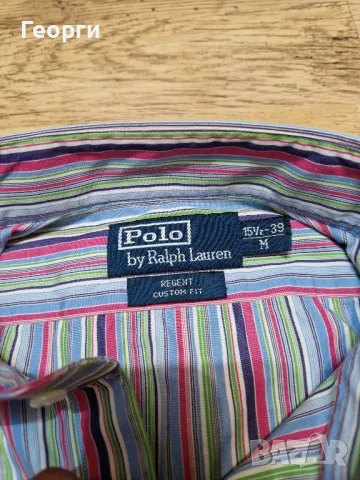 Георги
Polo
by Ralph Lauren
15½-39
M
REGENT
CUSTOM FIT
BAZAR